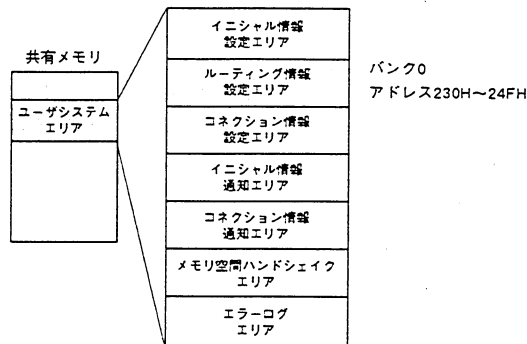 共有メモリ
ユーザシステム
エリア
イニシャル情報
設定エリア
ルーティング情報
設定エリア
コネクション情報
設定エリア
イニシャル情報
通知エリア
コネクション情報
通知エリア
メモリ空間ハンドシェイク
エリア
エラーログ
エリア
バンク0
アドレス230H～24FH